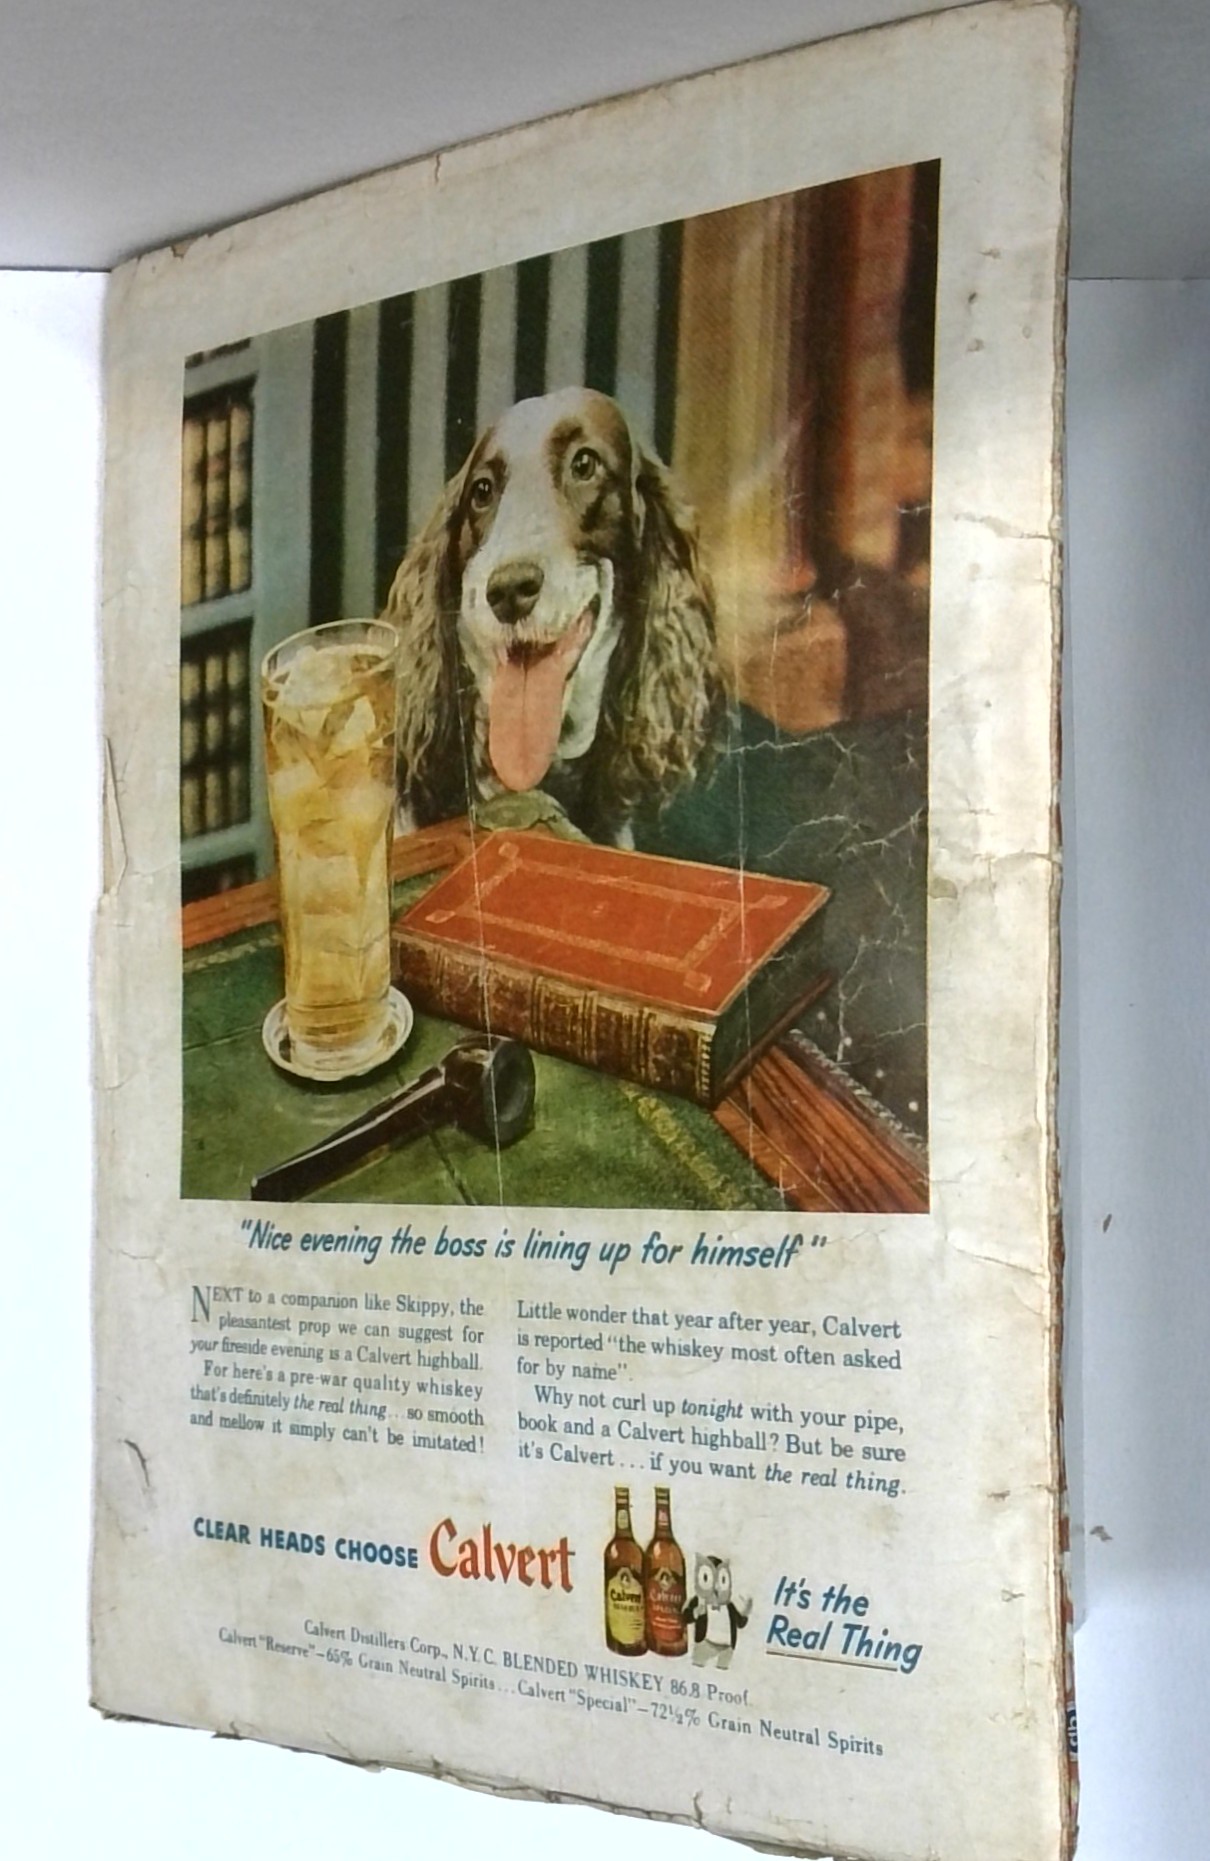 "Nice evening the boss is lining up for himself"
NEXT to a companion like Skippy, the
pleasantest prop we can suggest for
your fireside evening is a Calvert highball.
For here's a pre-war quality whiskey
that's definitely the real thing...so smooth
and mellow it simply can't be imitated!
Little wonder that year after year, Calvert
is reported "the whiskey most often asked
for by name".
Why not curl up tonight with your pipe,
book and a Calvert highball? But be sure
it's Calvert...if you want the real thing.
CLEAR HEADS CHOOSE Calvert
Calvert
Calvert
It's the
Real Thing
Calvert Distillers Corp., N.Y.C. BLENDED WHISKEY 86.8 Proof.
Calvert "Reserve"—65% Grain Neutral Spirits...Calvert "Special"—72½% Grain Neutral Spirits